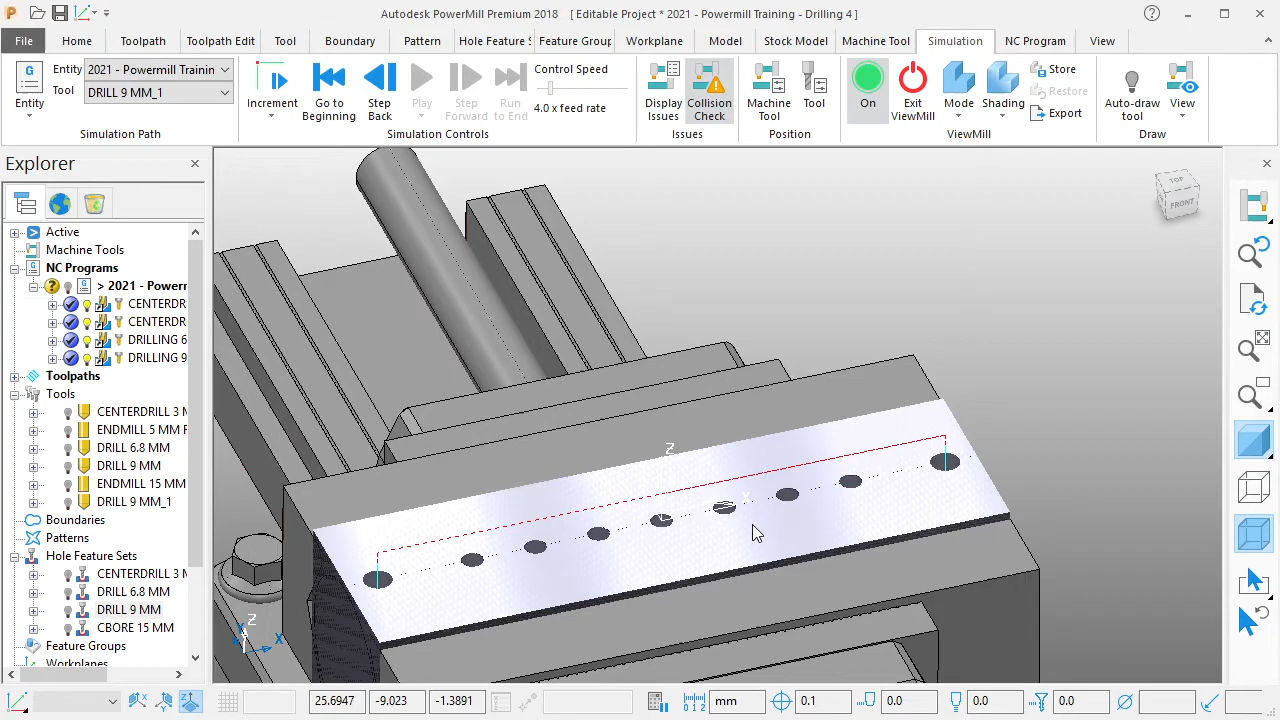 Autodesk PowerMill Premium 2018 [ Editable Project * 2021 - Powermill Training - Drilling 4 ]
File Home Toolpath Toolpath Edit Tool Boundary Pattern Hole Feature S Feature Group Workplane Model Stock Model Machine Tool Simulation NC Program View
Entity
Entity 2021 - Powermill Trainin
Tool DRILL 9 MM_1
Simulation Path
Increment
Go to Beginning
Step Back
Play
Step Forward
Run to End
Control Speed
4.0 x feed rate
Simulation Controls
Display Issues
Collision Check
Issues
Machine Tool
Tool
Position
On
Exit ViewMill
Mode
Shading
Store
Restore
Export
ViewMill
Auto-draw tool
View
Draw
Explorer
Active
Machine Tools
NC Programs
> 2021 - Powerm
CENTERDR
CENTERDR
DRILLING 6
DRILLING 9
Toolpaths
Tools
CENTERDRILL 3 M
ENDMILL 5 MM F
DRILL 6.8 MM
DRILL 9 MM
ENDMILL 15 MM
DRILL 9 MM_1
Boundaries
Patterns
Hole Feature Sets
CENTERDRILL 3 M
DRILL 6.8 MM
DRILL 9 MM
CBORE 15 MM
Feature Groups
Workplanes
TOP
FRONT
Z
X
Z
X
25.6947 -9.023 -1.3891 mm 0.1 0.0 0.0 0.0